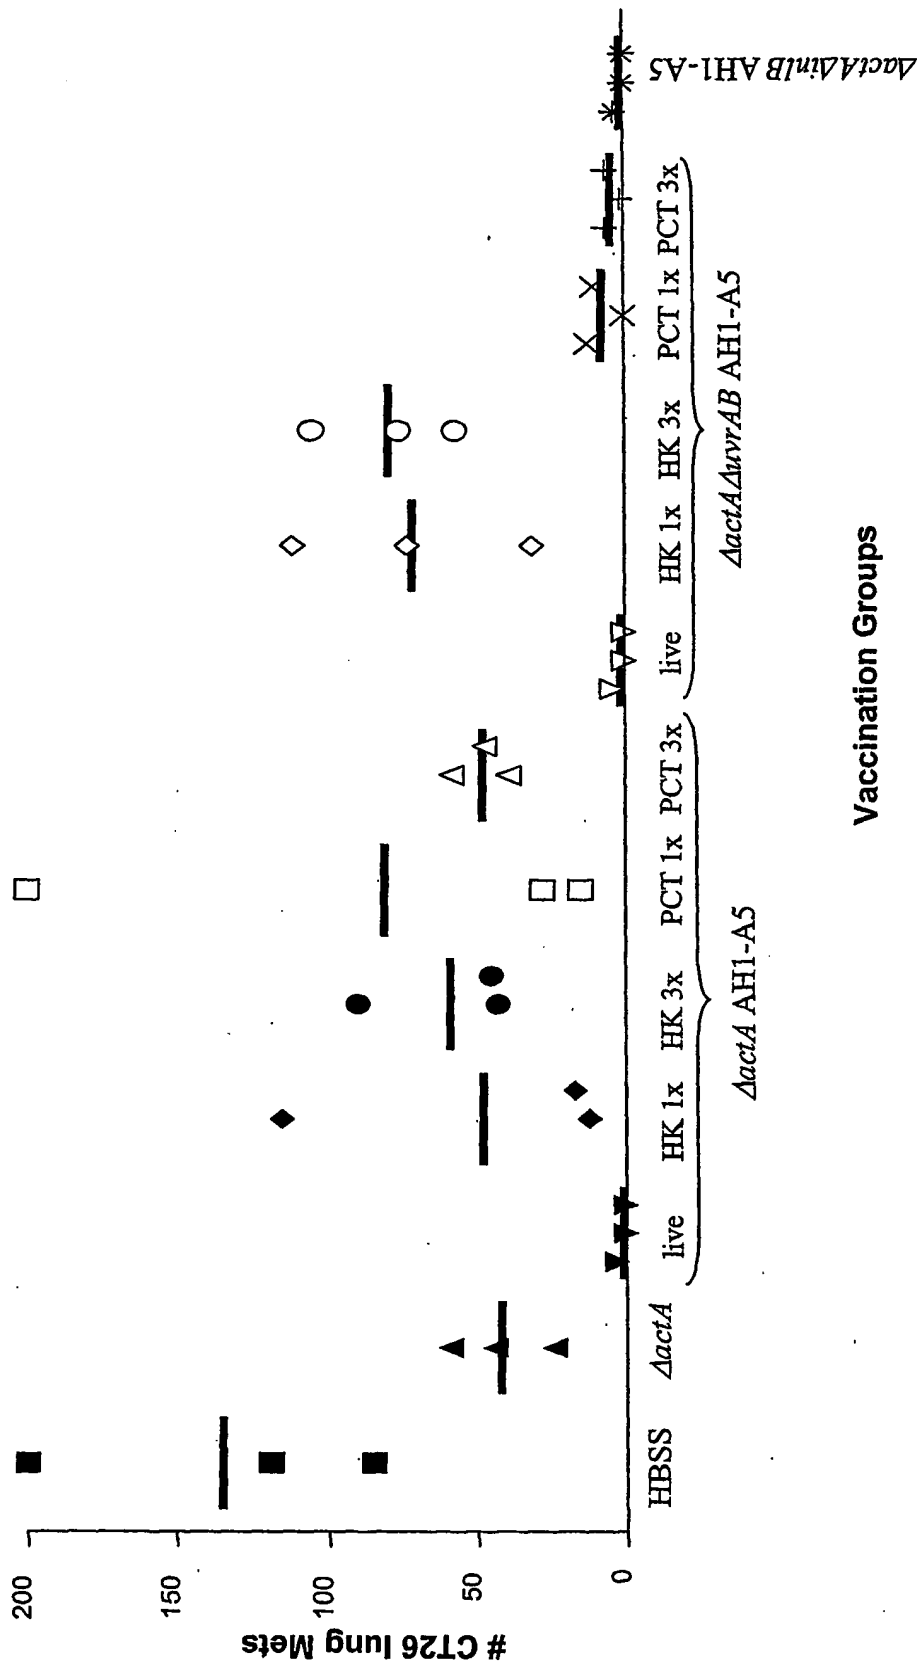 # CT26 lung Mets
200
150
100
50
0
HBSS
ΔactA
live HK 1x HK 3x PCT 1x PCT 3x
ΔactA AH1-A5
live HK 1x HK 3x PCT 1x PCT 3x
ΔactAΔuvrAB AH1-A5
ΔactAΔinlB AH1-A5
Vaccination Groups